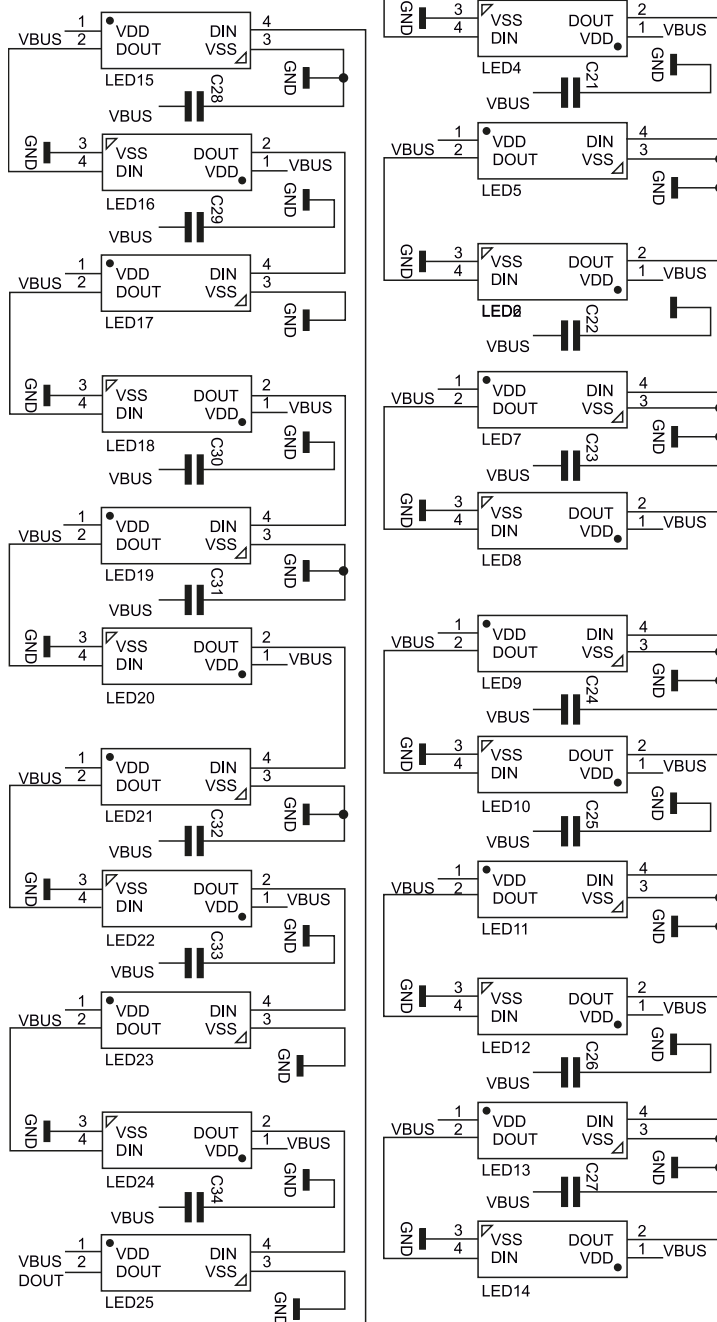 1 VDD DIN 4
VBUS 2 DOUT VSS 3
LED15
GND
VBUS C28
GND 3 VSS DOUT 2
4 DIN VDD 1 VBUS
LED16
GND
VBUS C29
1 VDD DIN 4
VBUS 2 DOUT VSS 3
LED17
GND
GND 3 VSS DOUT 2
4 DIN VDD 1 VBUS
LED18
GND
VBUS C30
1 VDD DIN 4
VBUS 2 DOUT VSS 3
LED19
GND
VBUS C31
GND 3 VSS DOUT 2
4 DIN VDD 1 VBUS
LED20
1 VDD DIN 4
VBUS 2 DOUT VSS 3
LED21
GND
VBUS C32
GND 3 VSS DOUT 2
4 DIN VDD 1 VBUS
LED22
GND
VBUS C33
1 VDD DIN 4
VBUS 2 DOUT VSS 3
LED23
GND
GND 3 VSS DOUT 2
4 DIN VDD 1 VBUS
LED24
GND
VBUS C34
1 VDD DIN 4
VBUS 2 DOUT VSS 3
DOUT
LED25
GND
GND 3 VSS DOUT 2
4 DIN VDD 1 VBUS
LED4
GND
VBUS C21
1 VDD DIN 4
VBUS 2 DOUT VSS 3
LED5
GND
GND 3 VSS DOUT 2
4 DIN VDD 1 VBUS
GND
VBUS C22
1 VDD DIN 4
VBUS 2 DOUT VSS 3
LED7
GND
VBUS C23
GND 3 VSS DOUT 2
4 DIN VDD 1 VBUS
LED8
1 VDD DIN 4
VBUS 2 DOUT VSS 3
LED9
GND
VBUS C24
GND 3 VSS DOUT 2
4 DIN VDD 1 VBUS
LED10
GND
VBUS C25
1 VDD DIN 4
VBUS 2 DOUT VSS 3
LED11
GND
GND 3 VSS DOUT 2
4 DIN VDD 1 VBUS
LED12
GND
VBUS C26
1 VDD DIN 4
VBUS 2 DOUT VSS 3
LED13
GND
VBUS C27
GND 3 VSS DOUT 2
4 DIN VDD 1 VBUS
LED14